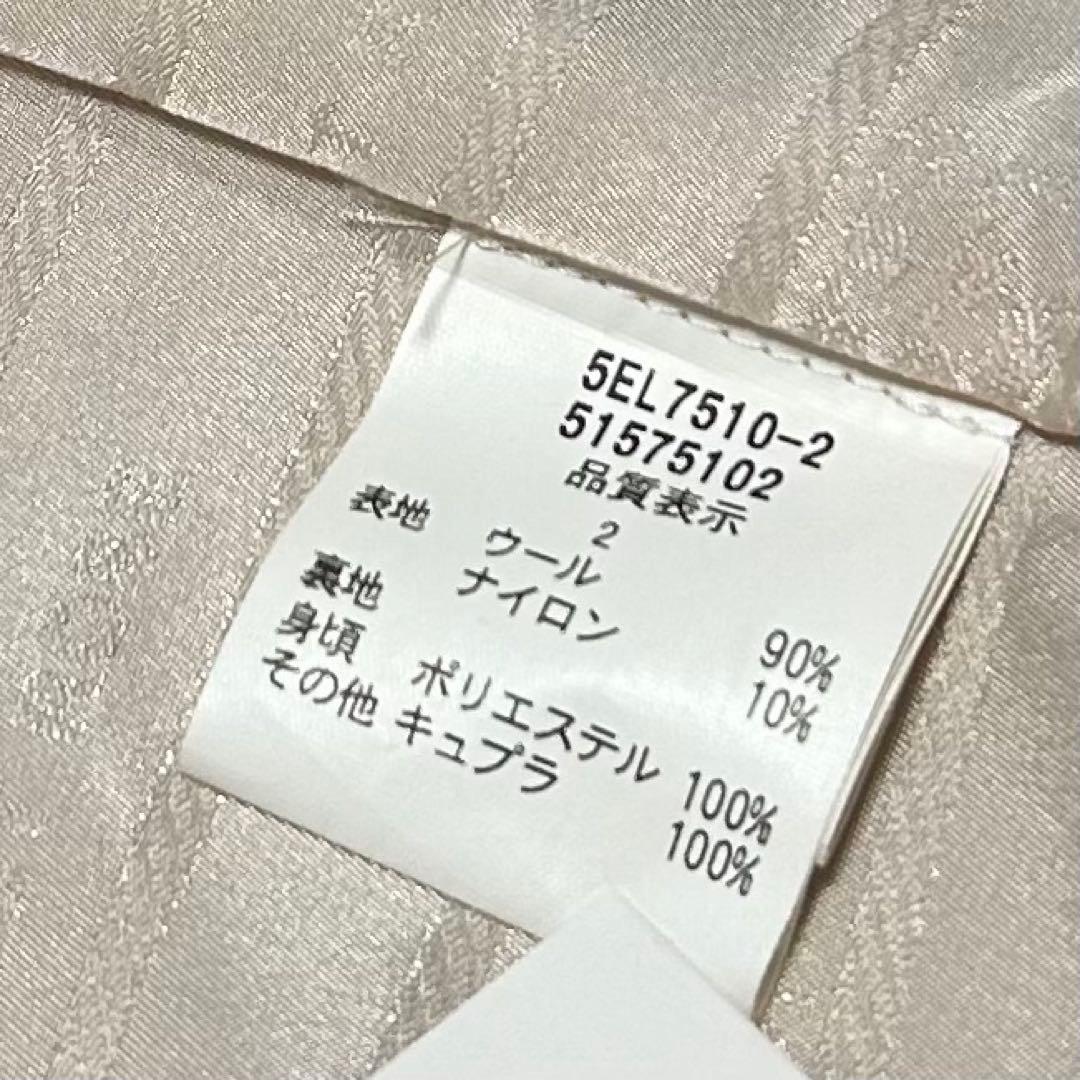 5EL7510-2
51575102
品質表示
2
表地 ウール 90%
ナイロン 10%
裏地
身頃 ポリエステル 100%
その他 キュプラ 100%